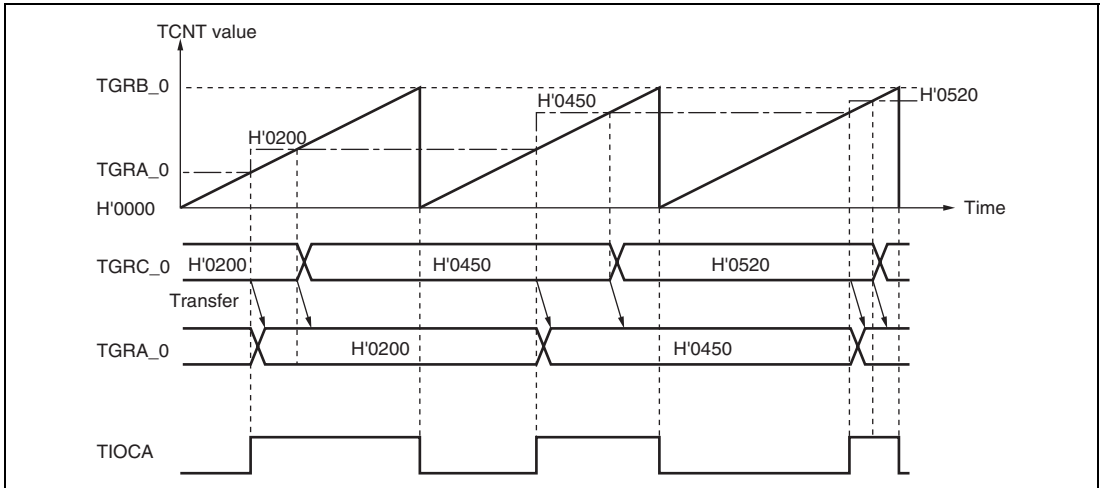 TCNT value
TGRB_0
H'0450
H'0520
H'0200
TGRA_0
H'0000
Time
TGRC_0 H'0200 H'0450 H'0520
Transfer
TGRA_0 H'0200 H'0450
TIOCA